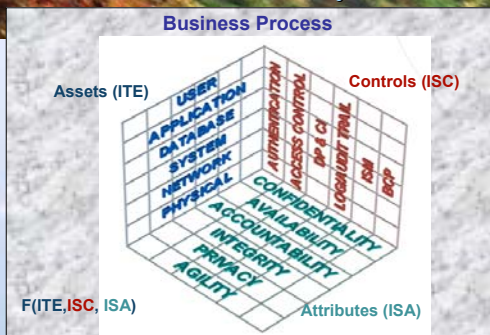 Business Process
Assets (ITE)
Controls (ISC)
USER
APPLICATION
DATABASE
SYSTEM
NETWORK
PHYSICAL
AUTHENTICATION
ACCESS CONTROL
DP & CI
LOG/AUDIT TRAIL
ISM
BCP
CONFIDENTIALITY
AVAILABILITY
ACCOUNTABILITY
INTEGRITY
PRIVACY
AGILITY
F(ITE,ISC, ISA)
Attributes (ISA)